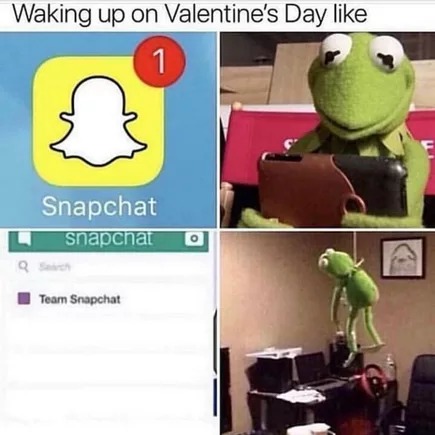 Waking up on Valentine's Day like
1
Snapchat
snapchat
Search
Team Snapchat